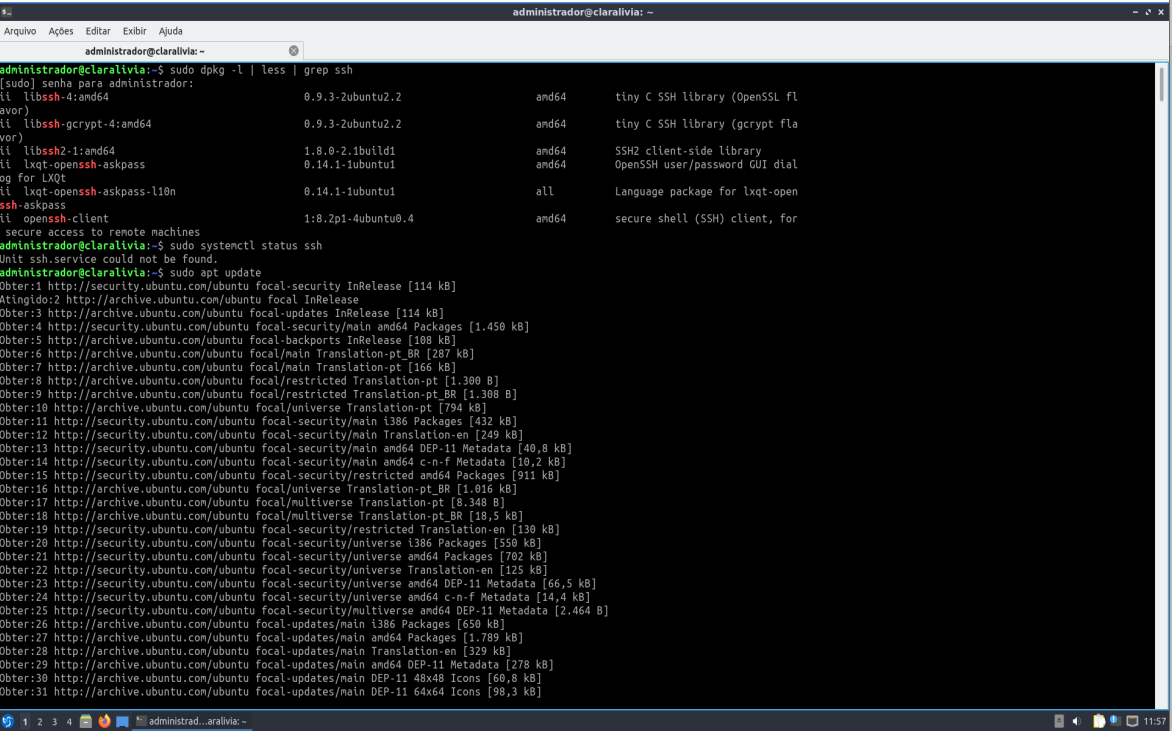 administrador@claralivia: ~
Arquivo Ações Editar Exibir Ajuda
administrador@claralivia: ~
administrador@claralivia:~$ sudo dpkg -l | less | grep ssh
[sudo] senha para administrador:
ii libssh-4:amd64 0.9.3-2ubuntu2.2 amd64 tiny C SSH library (OpenSSL fl
avor)
ii libssh-gcrypt-4:amd64 0.9.3-2ubuntu2.2 amd64 tiny C SSH library (gcrypt fla
vor)
ii libssh2-1:amd64 1.8.0-2.1build1 amd64 SSH2 client-side library
ii lxqt-openssh-askpass 0.14.1-1ubuntu1 amd64 OpenSSH user/password GUI dial
og for LXQt
ii lxqt-openssh-askpass-l10n 0.14.1-1ubuntu1 all Language package for lxqt-open
ssh-askpass
ii openssh-client 1:8.2p1-4ubuntu0.4 amd64 secure shell (SSH) client, for
secure access to remote machines
administrador@claralivia:~$ sudo systemctl status ssh
Unit ssh.service could not be found.
administrador@claralivia:~$ sudo apt update
Obter:1 http://security.ubuntu.com/ubuntu focal-security InRelease [114 kB]
Atingido:2 http://archive.ubuntu.com/ubuntu focal InRelease
Obter:3 http://archive.ubuntu.com/ubuntu focal-updates InRelease [114 kB]
Obter:4 http://security.ubuntu.com/ubuntu focal-security/main amd64 Packages [1.450 kB]
Obter:5 http://archive.ubuntu.com/ubuntu focal-backports InRelease [108 kB]
Obter:6 http://archive.ubuntu.com/ubuntu focal/main Translation-pt_BR [287 kB]
Obter:7 http://archive.ubuntu.com/ubuntu focal/main Translation-pt [166 kB]
Obter:8 http://archive.ubuntu.com/ubuntu focal/restricted Translation-pt [1.300 B]
Obter:9 http://archive.ubuntu.com/ubuntu focal/restricted Translation-pt_BR [1.308 B]
Obter:10 http://archive.ubuntu.com/ubuntu focal/universe Translation-pt [794 kB]
Obter:11 http://security.ubuntu.com/ubuntu focal-security/main i386 Packages [432 kB]
Obter:12 http://security.ubuntu.com/ubuntu focal-security/main Translation-en [249 kB]
Obter:13 http://security.ubuntu.com/ubuntu focal-security/main amd64 DEP-11 Metadata [40,8 kB]
Obter:14 http://security.ubuntu.com/ubuntu focal-security/main amd64 c-n-f Metadata [10,2 kB]
Obter:15 http://security.ubuntu.com/ubuntu focal-security/restricted amd64 Packages [911 kB]
Obter:16 http://archive.ubuntu.com/ubuntu focal/universe Translation-pt_BR [1.016 kB]
Obter:17 http://archive.ubuntu.com/ubuntu focal/multiverse Translation-pt [8.348 B]
Obter:18 http://archive.ubuntu.com/ubuntu focal/multiverse Translation-pt_BR [18,5 kB]
Obter:19 http://security.ubuntu.com/ubuntu focal-security/restricted Translation-en [130 kB]
Obter:20 http://security.ubuntu.com/ubuntu focal-security/universe i386 Packages [550 kB]
Obter:21 http://security.ubuntu.com/ubuntu focal-security/universe amd64 Packages [702 kB]
Obter:22 http://security.ubuntu.com/ubuntu focal-security/universe Translation-en [125 kB]
Obter:23 http://security.ubuntu.com/ubuntu focal-security/universe amd64 DEP-11 Metadata [66,5 kB]
Obter:24 http://security.ubuntu.com/ubuntu focal-security/universe amd64 c-n-f Metadata [14,4 kB]
Obter:25 http://security.ubuntu.com/ubuntu focal-security/multiverse amd64 DEP-11 Metadata [2.464 B]
Obter:26 http://archive.ubuntu.com/ubuntu focal-updates/main i386 Packages [650 kB]
Obter:27 http://archive.ubuntu.com/ubuntu focal-updates/main amd64 Packages [1.789 kB]
Obter:28 http://archive.ubuntu.com/ubuntu focal-updates/main Translation-en [329 kB]
Obter:29 http://archive.ubuntu.com/ubuntu focal-updates/main amd64 DEP-11 Metadata [278 kB]
Obter:30 http://archive.ubuntu.com/ubuntu focal-updates/main DEP-11 48x48 Icons [60,8 kB]
Obter:31 http://archive.ubuntu.com/ubuntu focal-updates/main DEP-11 64x64 Icons [98,3 kB]
1 2 3 4 administrad...aralivia: ~ 11:57